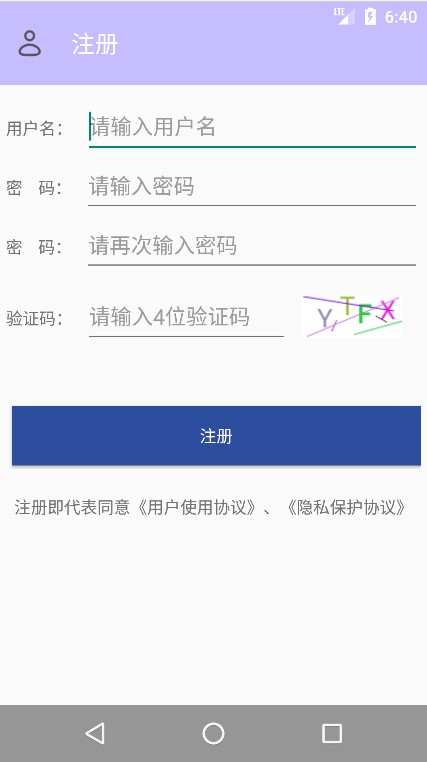 LTE 6:40
注册
用户名： 请输入用户名
密 码： 请输入密码
密 码： 请再次输入密码
验证码： 请输入4位验证码 YTFX
注册
注册即代表同意《用户使用协议》、《隐私保护协议》